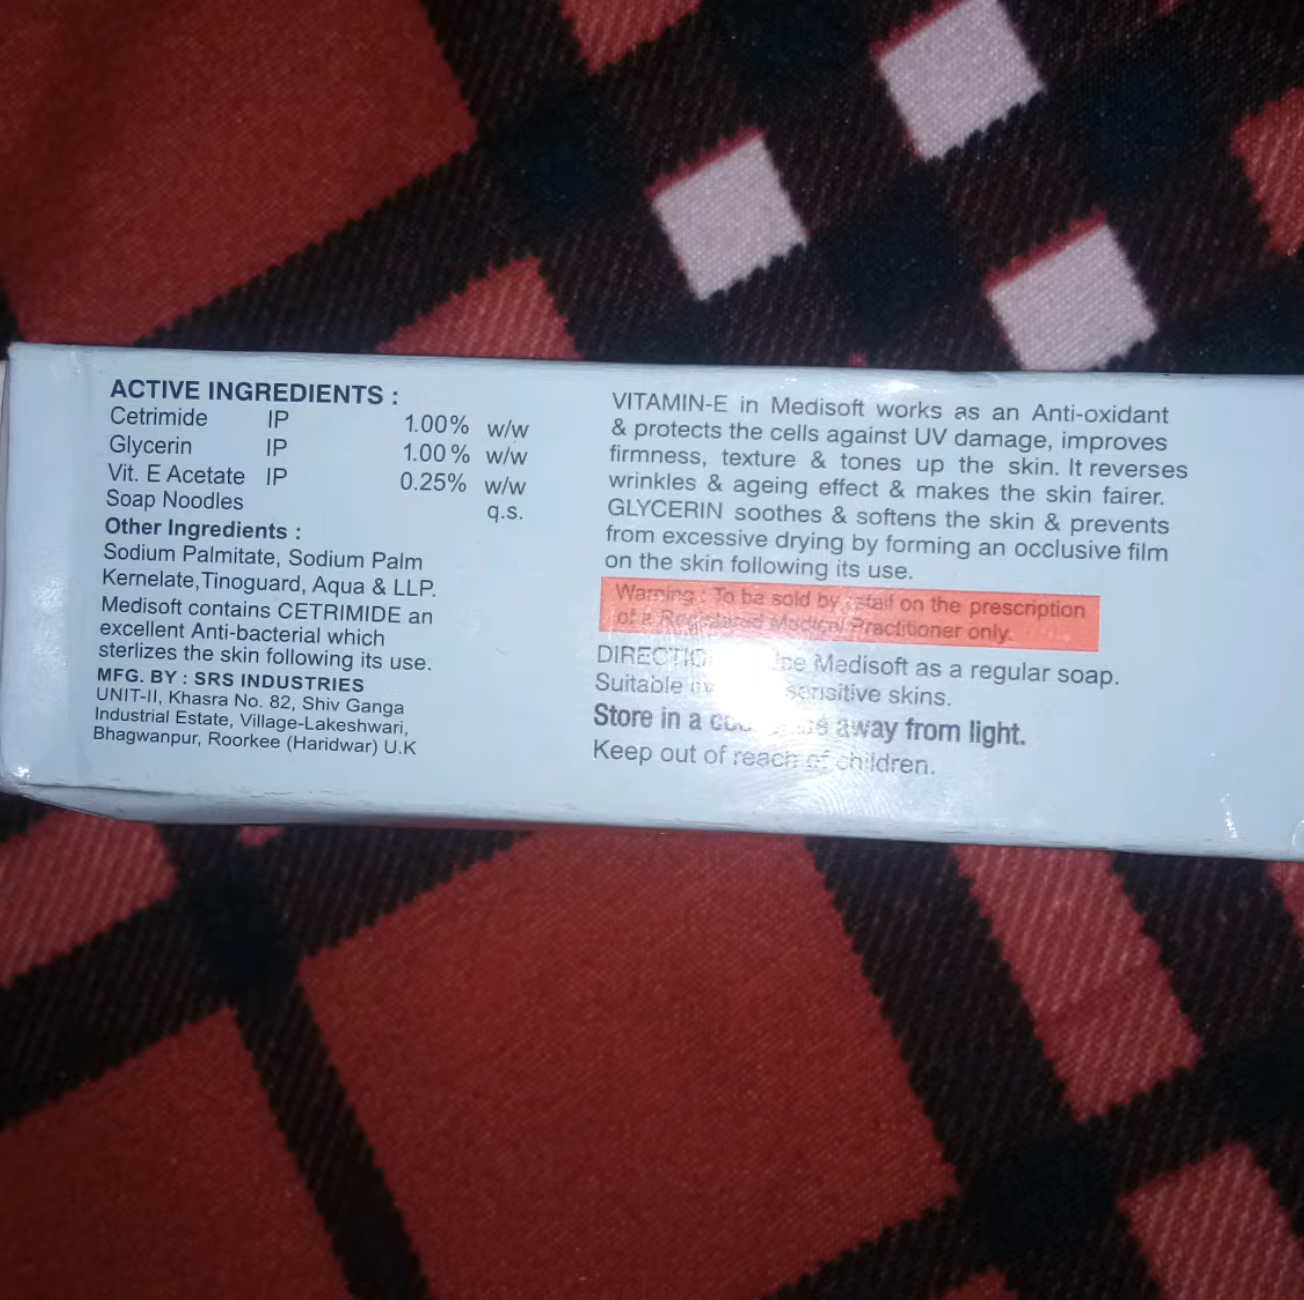 ACTIVE INGREDIENTS :
Cetrimide IP 1.00% w/w
Glycerin IP 1.00 % w/w
Vit. E Acetate IP 0.25% w/w
Soap Noodles q.s.
Other Ingredients :
Sodium Palmitate, Sodium Palm
Kernelate, Tinoguard, Aqua & LLP.
Medisoft contains CETRIMIDE an
excellent Anti-bacterial which
sterlizes the skin following its use.
MFG. BY : SRS INDUSTRIES
UNIT-II, Khasra No. 82, Shiv Ganga
Industrial Estate, Village-Lakeshwari,
Bhagwanpur, Roorkee (Haridwar) U.K
VITAMIN-E in Medisoft works as an Anti-oxidant
& protects the cells against UV damage, improves
firmness, texture & tones up the skin. It reverses
wrinkles & ageing effect & makes the skin fairer.
GLYCERIN soothes & softens the skin & prevents
from excessive drying by forming an occlusive film
on the skin following its use.
Warning : To be sold by retail on the prescription
of a Registered Medical Practitioner only.
Medisoft as a regular soap.
Suitable sensitive skins.
Store in a away from light.
Keep out of reach of children.